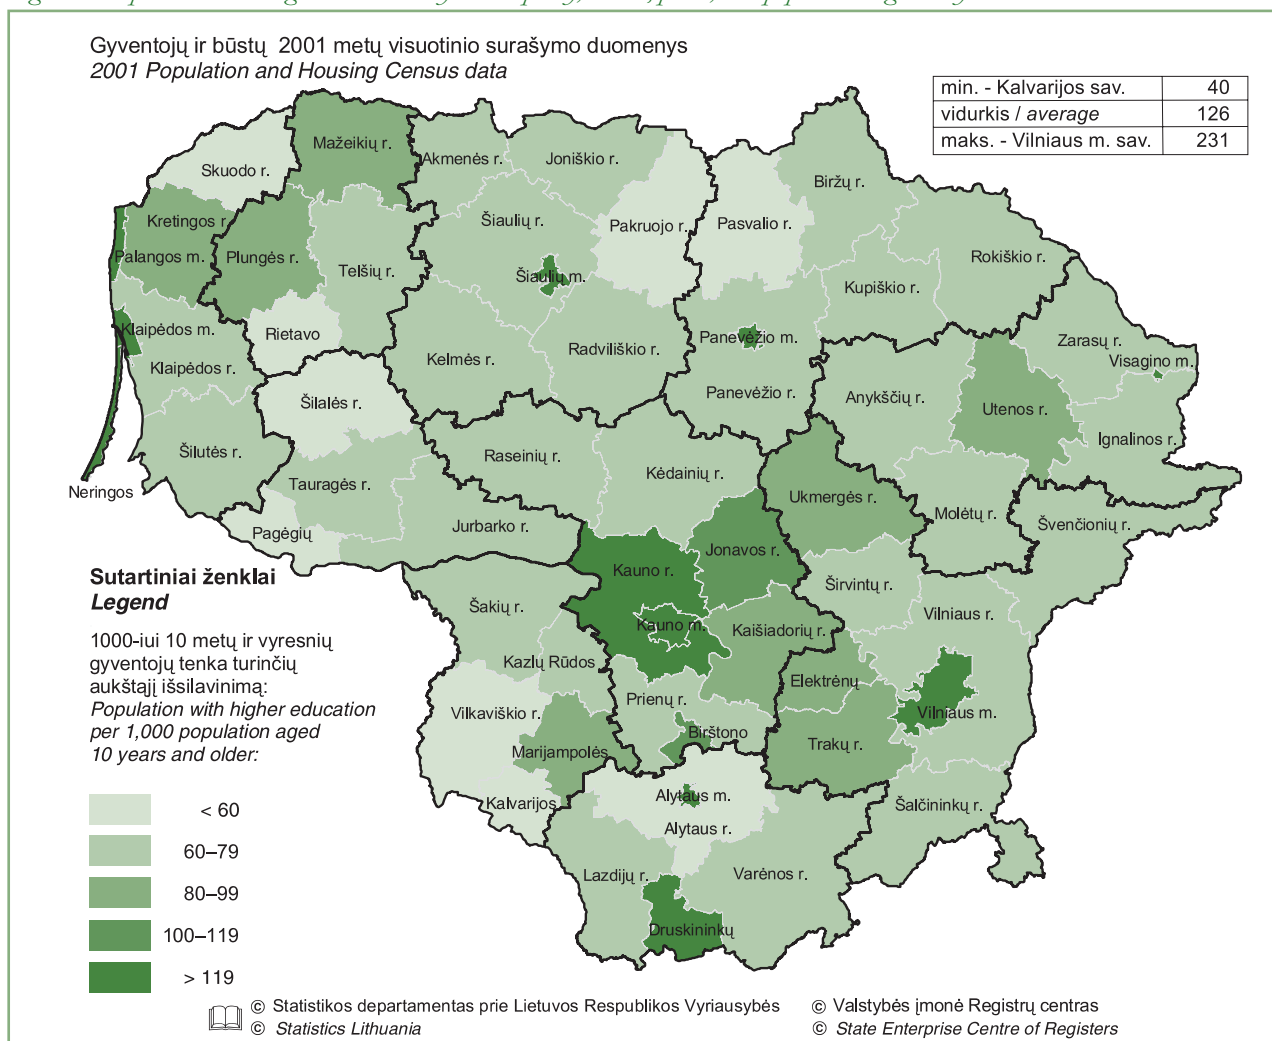 Gyventojų ir būstų 2001 metų visuotinio surašymo duomenys
2001 Population and Housing Census data
min. - Kalvarijos sav. 40
vidurkis / average 126
maks. - Vilniaus m. sav. 231
Mažeikių r.
Skuodo r.
Akmenės r.
Joniškio r.
Biržų r.
Kretingos r.
Šiaulių r.
Pakruojo r.
Pasvalio r.
Palangos m.
Plungės r.
Telšių r.
Šiaulių m.
Rokiškio r.
Kupiškio r.
Klaipėdos m.
Rietavo
Panevėžio m.
Zarasų r.
Visagino m.
Klaipėdos r.
Kelmės r.
Radviliškio r.
Panevėžio r.
Anykščių r.
Utenos r.
Ignalinos r.
Šilalės r.
Šilutės r.
Raseinių r.
Kėdainių r.
Neringos
Tauragės r.
Ukmergės r.
Molėtų r.
Švenčionių r.
Pagėgių
Jurbarko r.
Jonavos r.
Kauno r.
Širvintų r.
Šakių r.
Vilniaus r.
Kauno m.
Kaišiadorių r.
Kazlų Rūdos
Elektrėnų
Prienų r.
Vilkaviškio r.
Vilniaus m.
Birštono
Marijampolės
Trakų r.
Kalvarijos
Alytaus m.
Šalčininkų r.
Alytaus r.
Lazdijų r.
Varėnos r.
Druskininkų
Sutartiniai ženklai
Legend
1000-iui 10 metų ir vyresnių
gyventojų tenka turinčių
aukštąjį išsilavinimą:
Population with higher education
per 1,000 population aged
10 years and older:
< 60
60–79
80–99
100–119
> 119
© Statistikos departamentas prie Lietuvos Respublikos Vyriausybės
© Statistics Lithuania
© Valstybės įmonė Registrų centras
© State Enterprise Centre of Registers